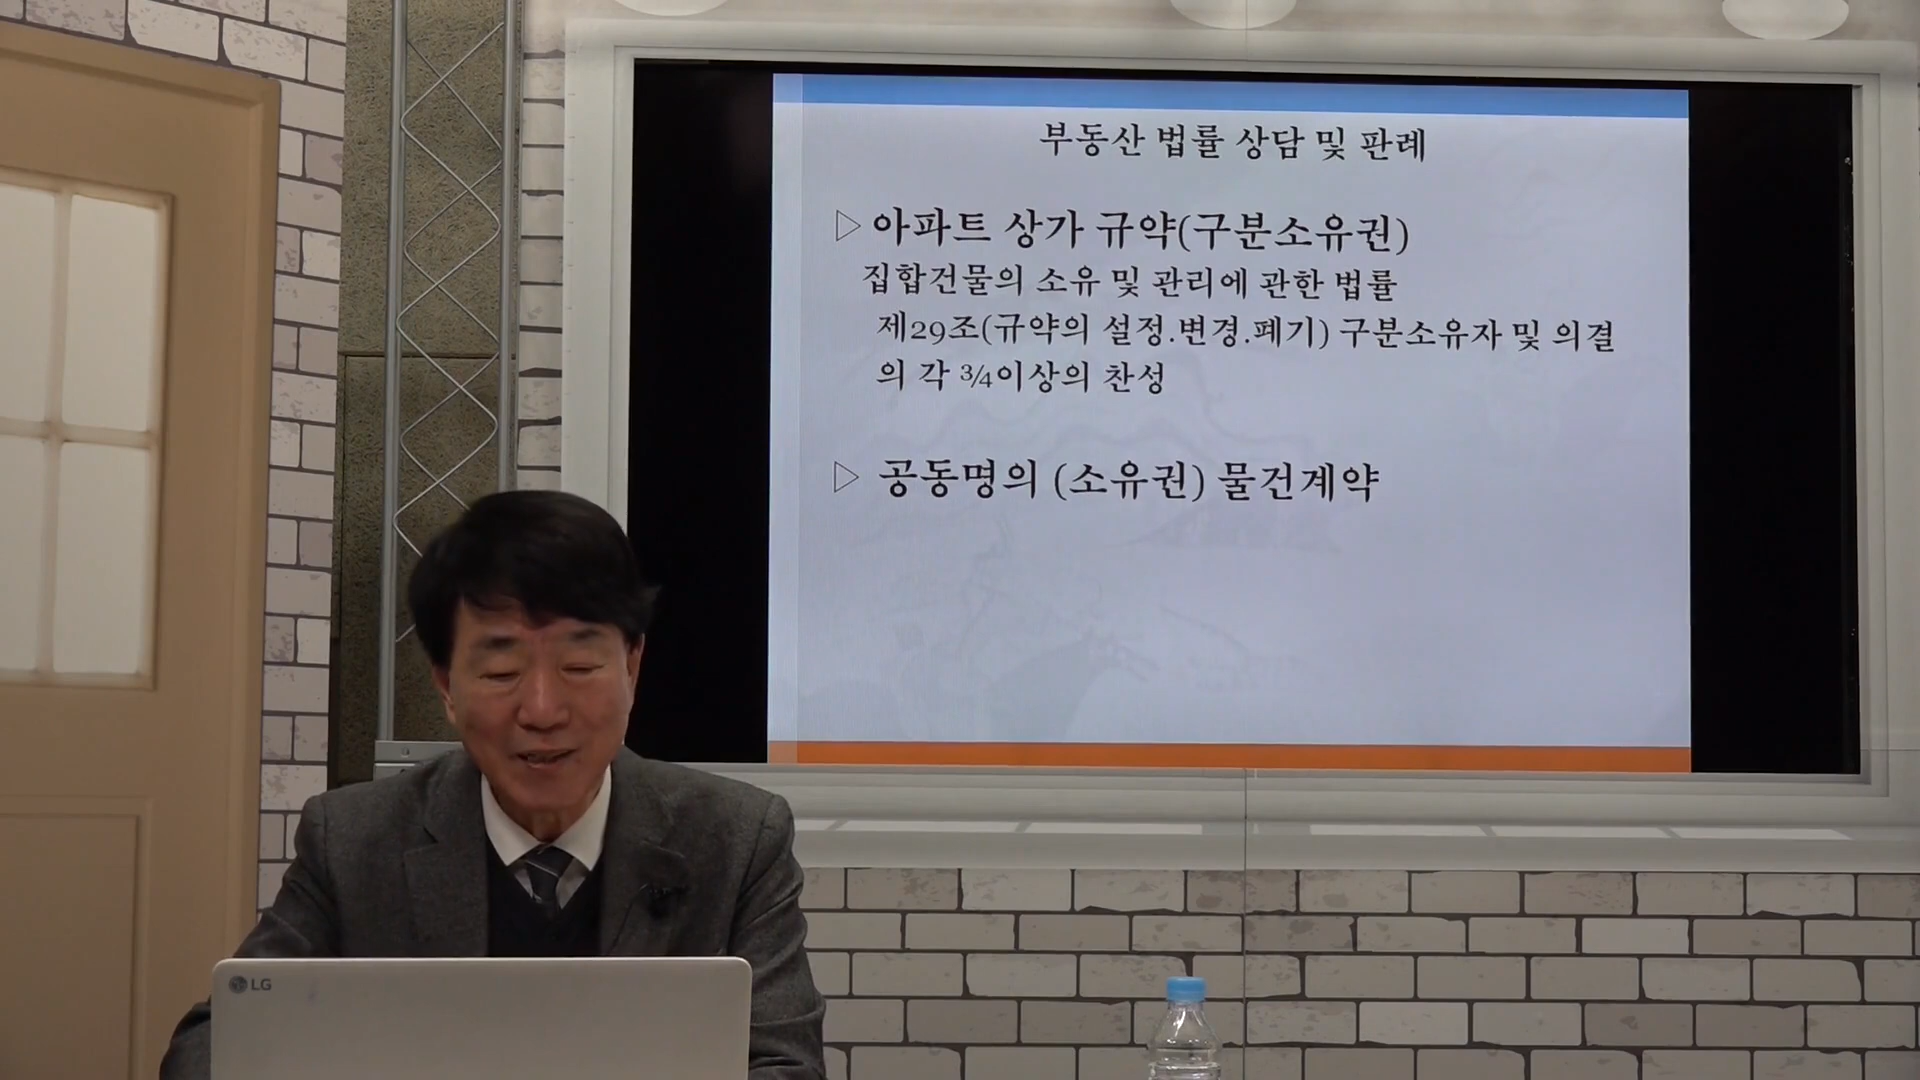 부동산 법률 상담 및 판례
▷ 아파트 상가 규약(구분소유권)
집합건물의 소유 및 관리에 관한 법률
제29조(규약의 설정.변경.폐기) 구분소유자 및 의결
의 각 ¾이상의 찬성
▷ 공동명의 (소유권) 물건계약
LG